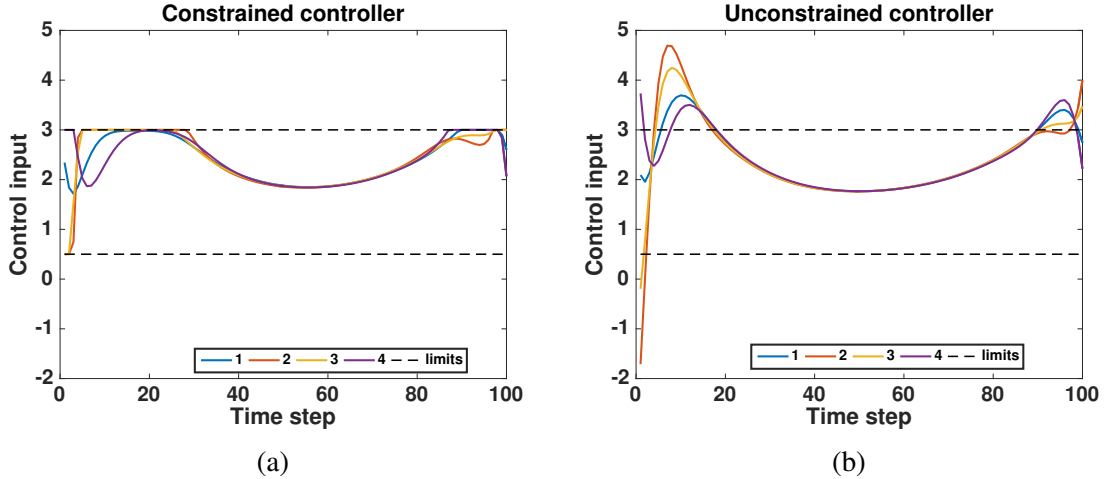 Constrained controller
5
4
3
2
1
0
-1
-2
Control input
1 2 3 4 limits
0 20 40 60 80 100
Time step
(a)
Unconstrained controller
5
4
3
2
1
0
-1
-2
Control input
1 2 3 4 limits
0 20 40 60 80 100
Time step
(b)